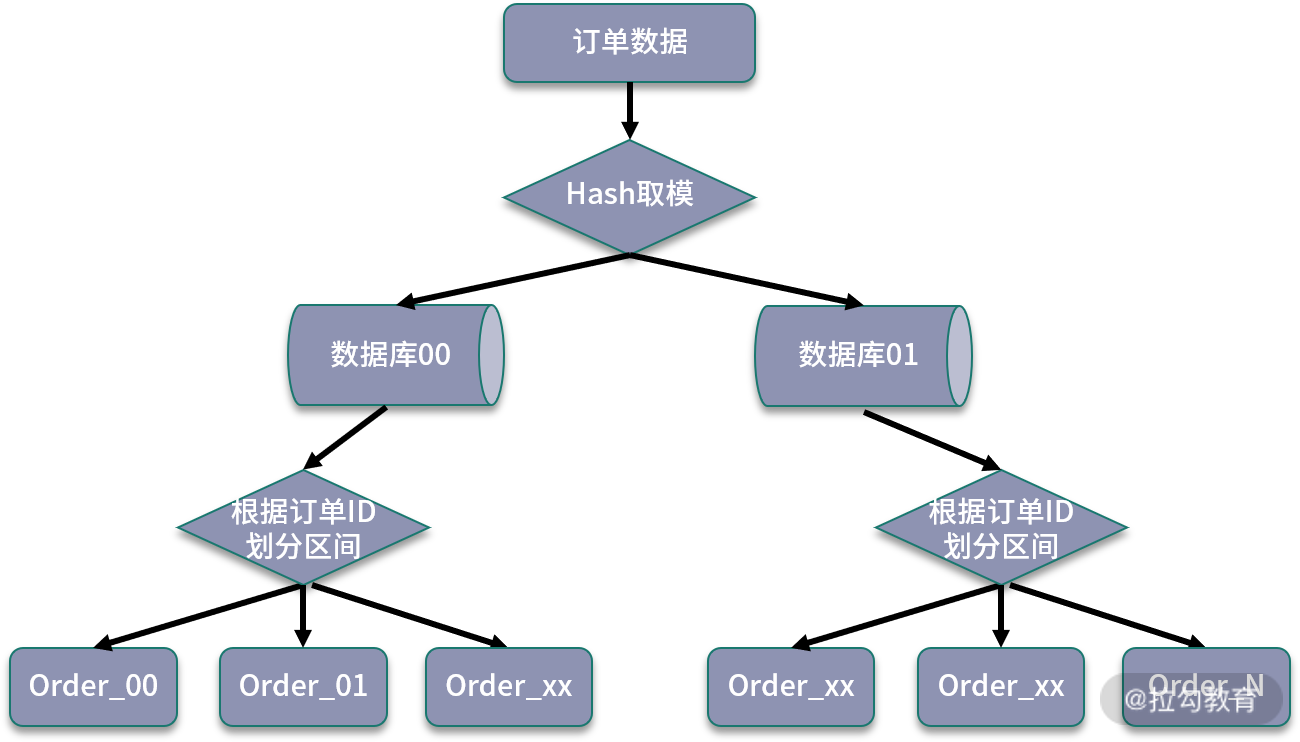 订单数据
Hash取模
数据库00
数据库01
根据订单ID
划分区间
根据订单ID
划分区间
Order_00
Order_01
Order_xx
Order_xx
Order_xx
Order_N
@拉勾教育